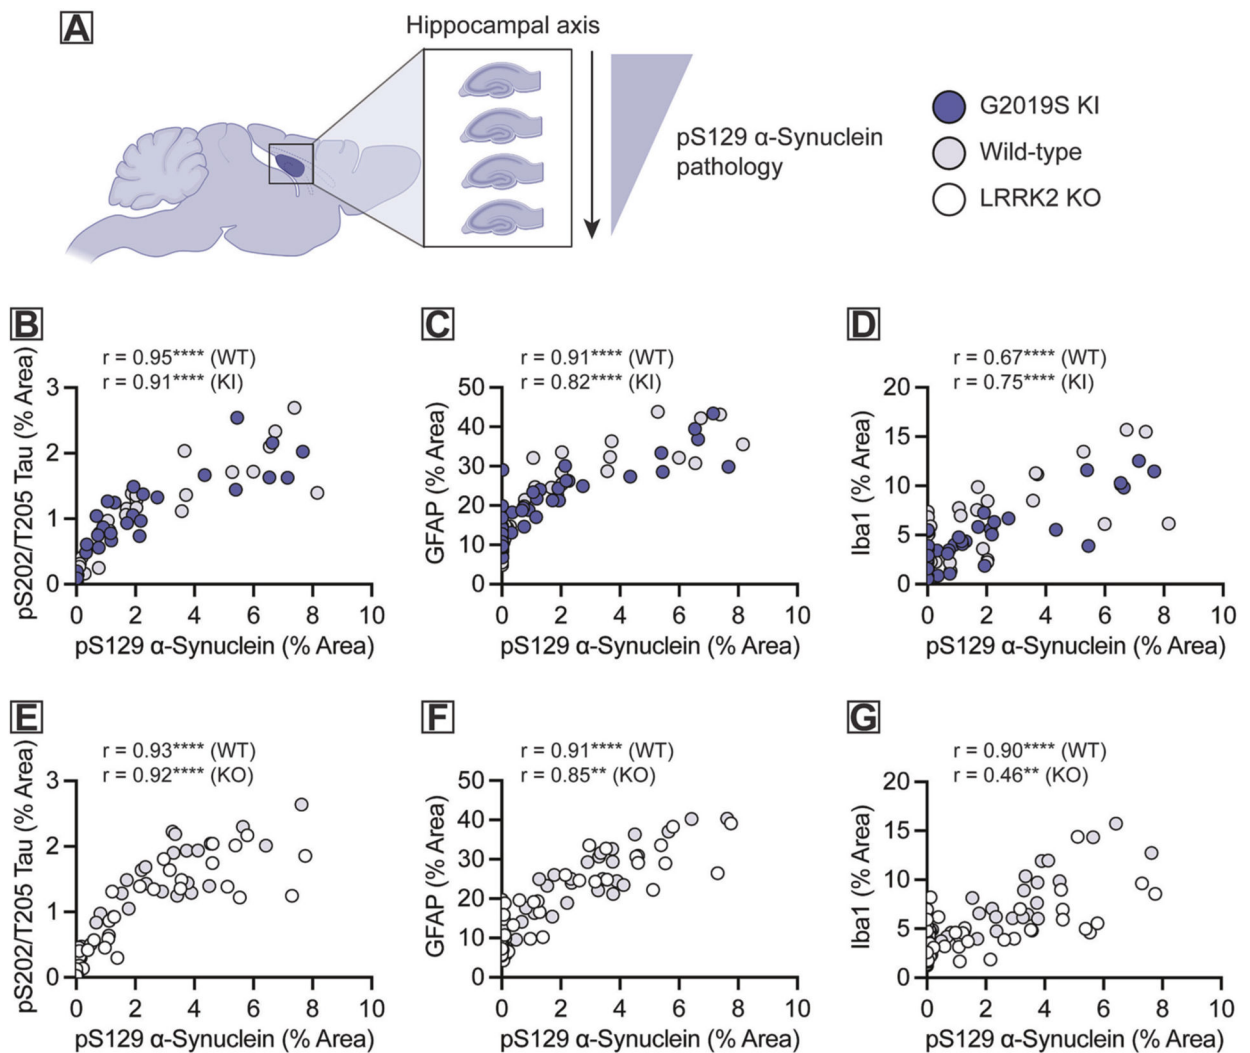 A
Hippocampal axis
pS129 α-Synuclein
pathology
G2019S KI
Wild-type
LRRK2 KO
B
r = 0.95**** (WT)
r = 0.91**** (KI)
pS202/T205 Tau (% Area)
3
2
1
0
0 2 4 6 8 10
pS129 α-Synuclein (% Area)
C
r = 0.91**** (WT)
r = 0.82**** (KI)
GFAP (% Area)
50
40
30
20
10
0
0 2 4 6 8 10
pS129 α-Synuclein (% Area)
D
r = 0.67**** (WT)
r = 0.75**** (KI)
Iba1 (% Area)
20
15
10
5
0
0 2 4 6 8 10
pS129 α-Synuclein (% Area)
E
r = 0.93**** (WT)
r = 0.92**** (KO)
pS202/T205 Tau (% Area)
3
2
1
0
0 2 4 6 8 10
pS129 α-Synuclein (% Area)
F
r = 0.91**** (WT)
r = 0.85** (KO)
GFAP (% Area)
50
40
30
20
10
0
0 2 4 6 8 10
pS129 α-Synuclein (% Area)
G
r = 0.90**** (WT)
r = 0.46** (KO)
Iba1 (% Area)
20
15
10
5
0
0 2 4 6 8 10
pS129 α-Synuclein (% Area)